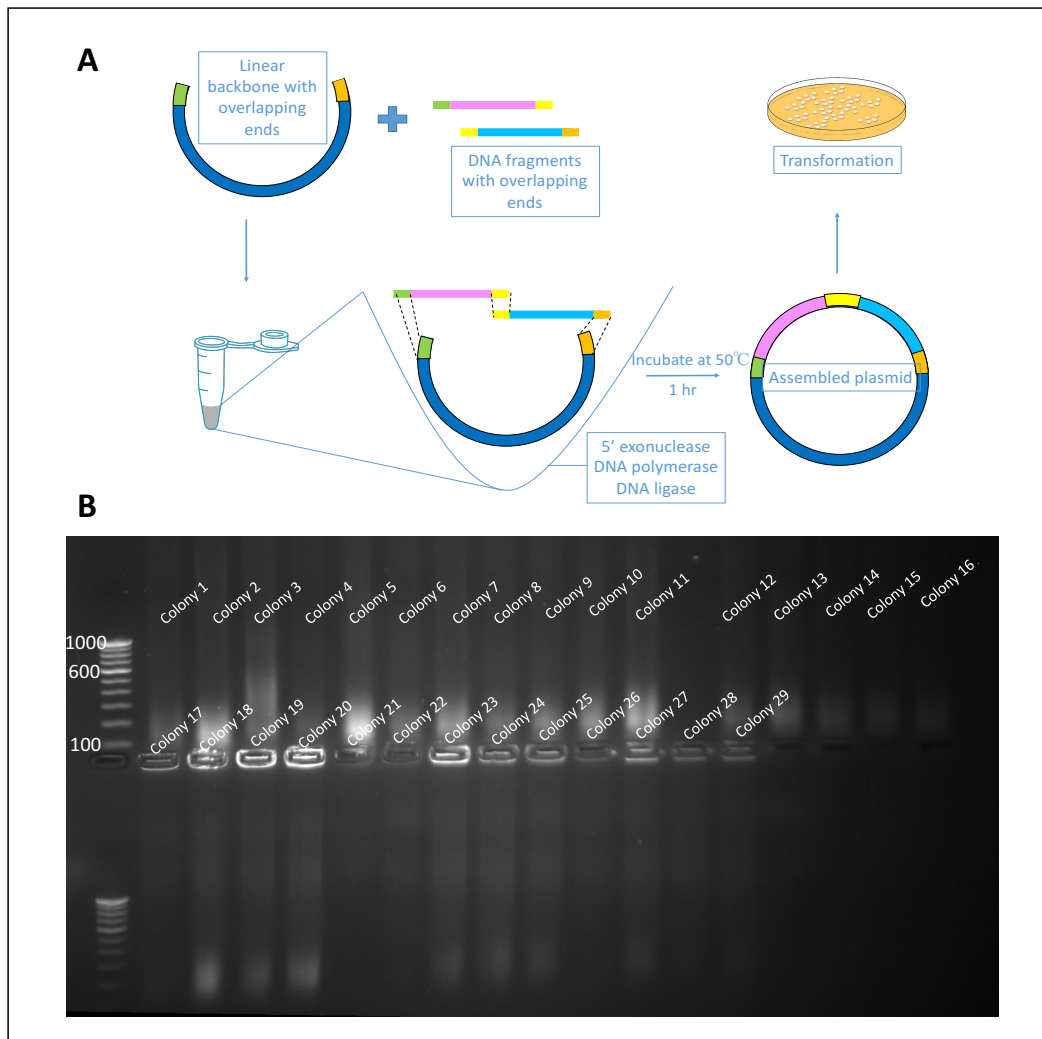 A
Linear
backbone with
overlapping
ends
DNA fragments
with overlapping
ends
Transformation
Incubate at 50℃
1 hr
Assembled plasmid
5’ exonuclease
DNA polymerase
DNA ligase
B
Colony 1
Colony 2
Colony 3
Colony 4
Colony 5
Colony 6
Colony 7
Colony 8
Colony 9
Colony 10
Colony 11
Colony 12
Colony 13
Colony 14
Colony 15
Colony 16
1000
600
100
Colony 17
Colony 18
Colony 19
Colony 20
Colony 21
Colony 22
Colony 23
Colony 24
Colony 25
Colony 26
Colony 27
Colony 28
Colony 29